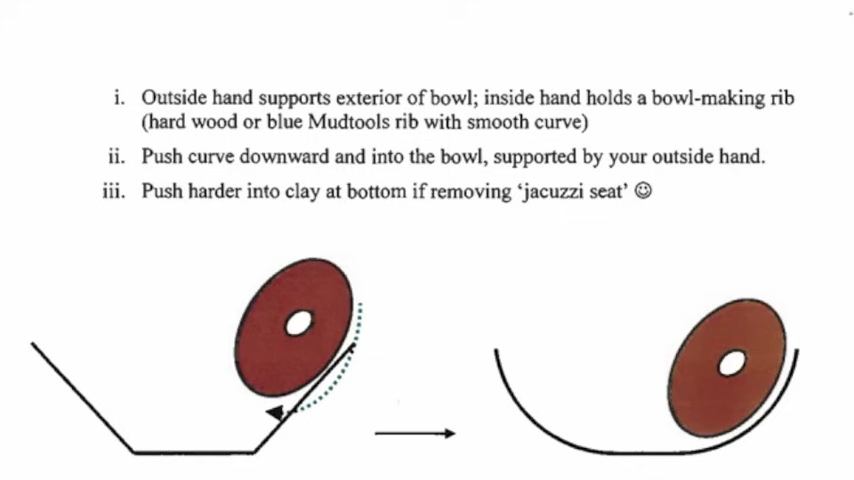 i. Outside hand supports exterior of bowl; inside hand holds a bowl-making rib
(hard wood or blue Mudtools rib with smooth curve)
ii. Push curve downward and into the bowl, supported by your outside hand.
iii. Push harder into clay at bottom if removing ‘jacuzzi seat’ ☺